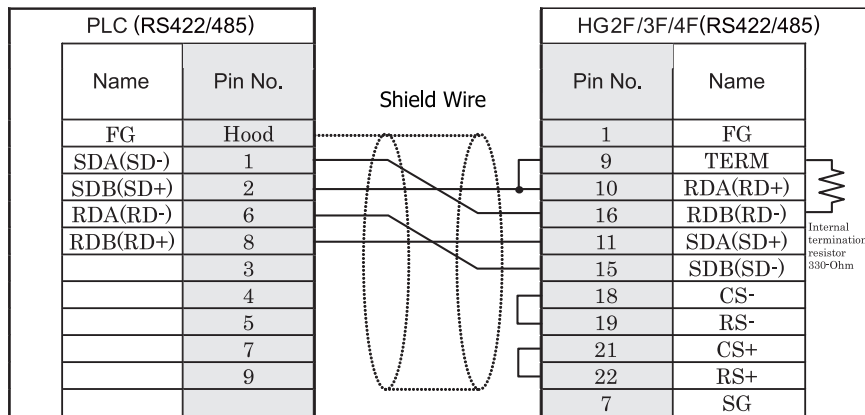 PLC (RS422/485) HG2F/3F/4F(RS422/485)
Name Pin No. Shield Wire Pin No. Name
FG Hood 1 FG
SDA(SD-) 1 9 TERM
SDB(SD+) 2 10 RDA(RD+)
RDA(RD-) 6 16 RDB(RD-)
RDB(RD+) 8 11 SDA(SD+)
3 15 SDB(SD-)
4 18 CS-
5 19 RS-
7 21 CS+
9 22 RS+
7 SG
Internal
termination
resistor
330-Ohm